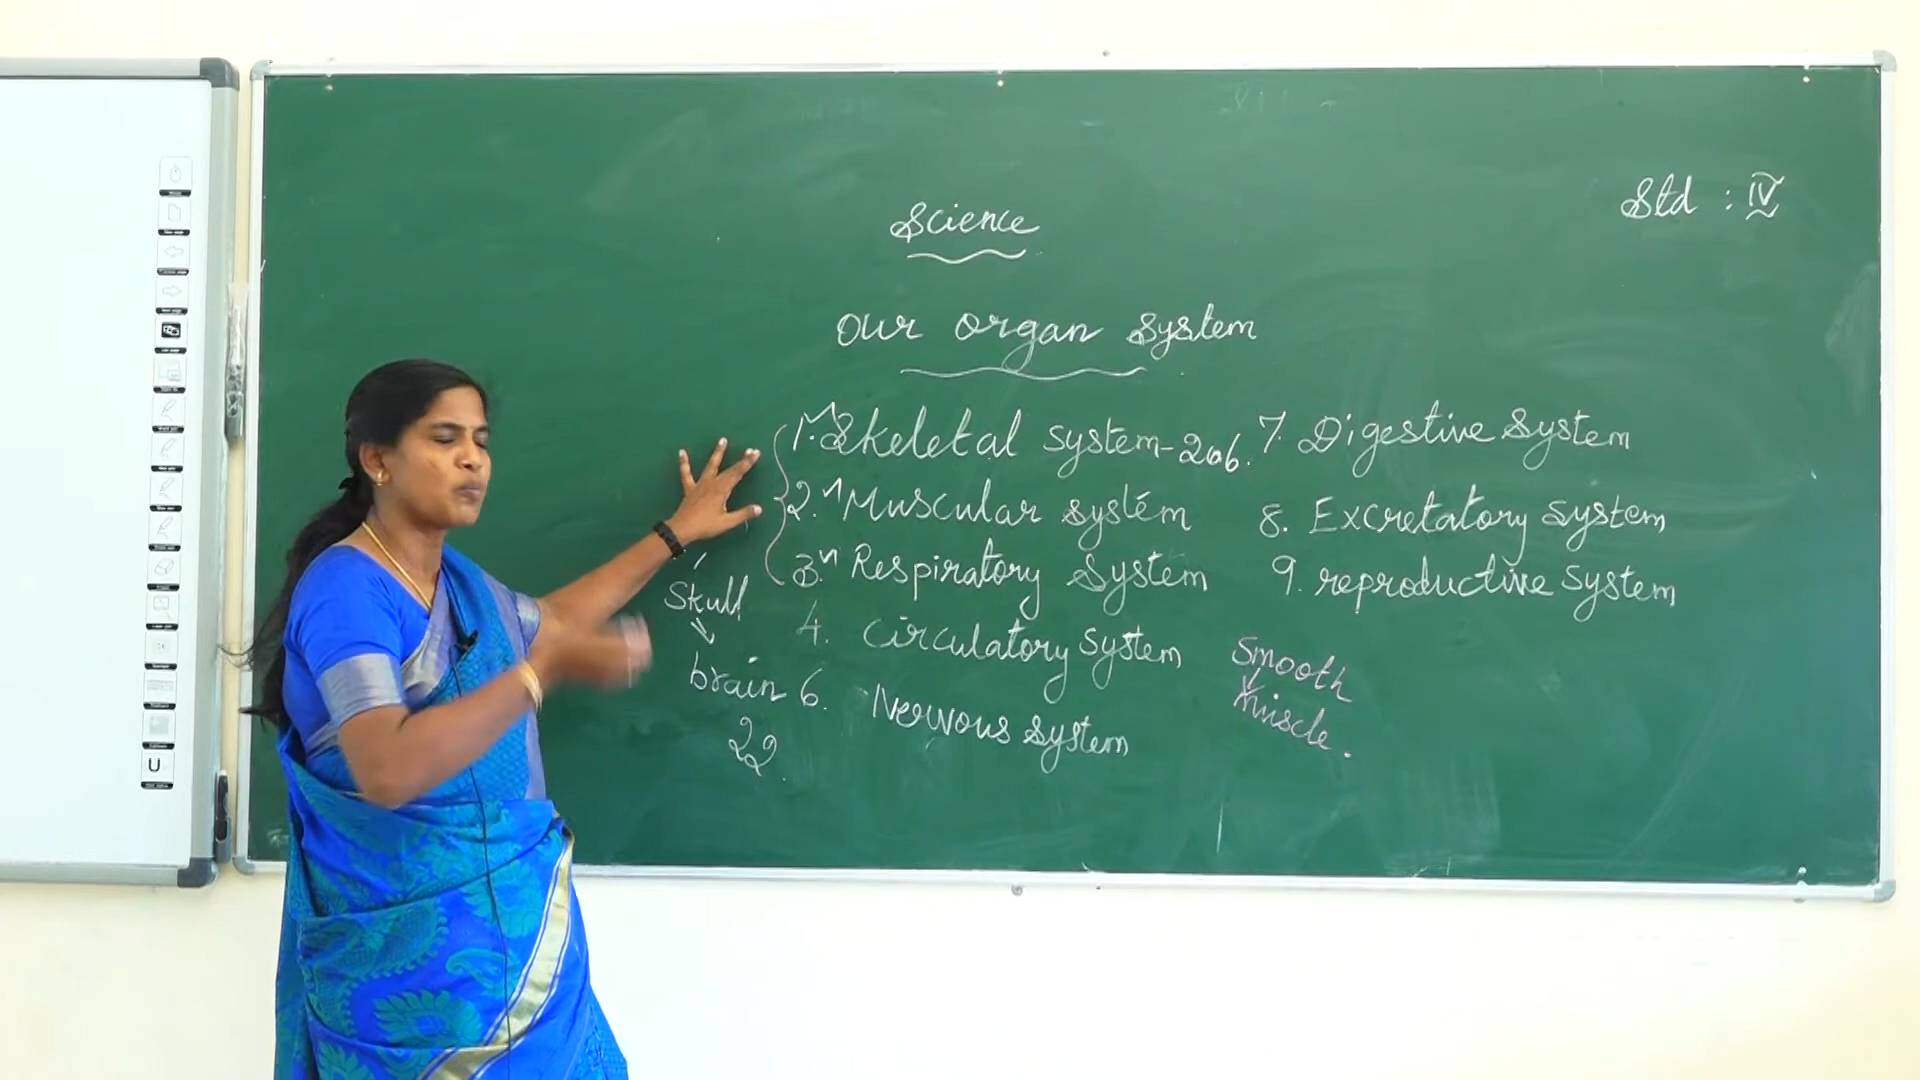 Std : IV
Science
Our organ system
1. Skeletal system - 206.
2. Muscular system
3. Respiratory system
4. Circulatory system
6. Nervous system
7. Digestive system
8. Excretatory system
9. reproductive system
Skull
brain
22
Smooth
muscle.